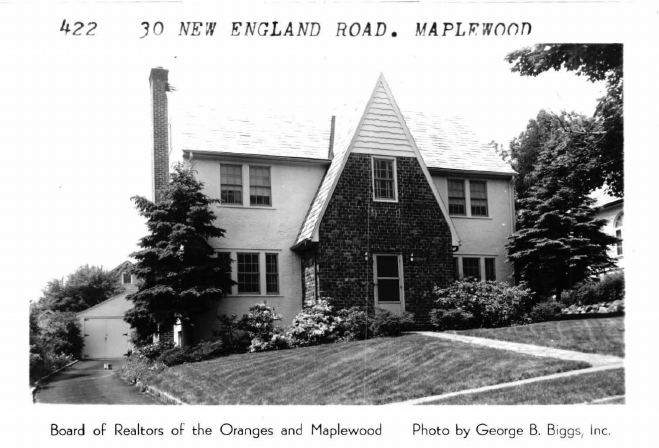 422 30 NEW ENGLAND ROAD. MAPLEWOOD
Board of Realtors of the Oranges and Maplewood Photo by George B. Biggs, Inc.